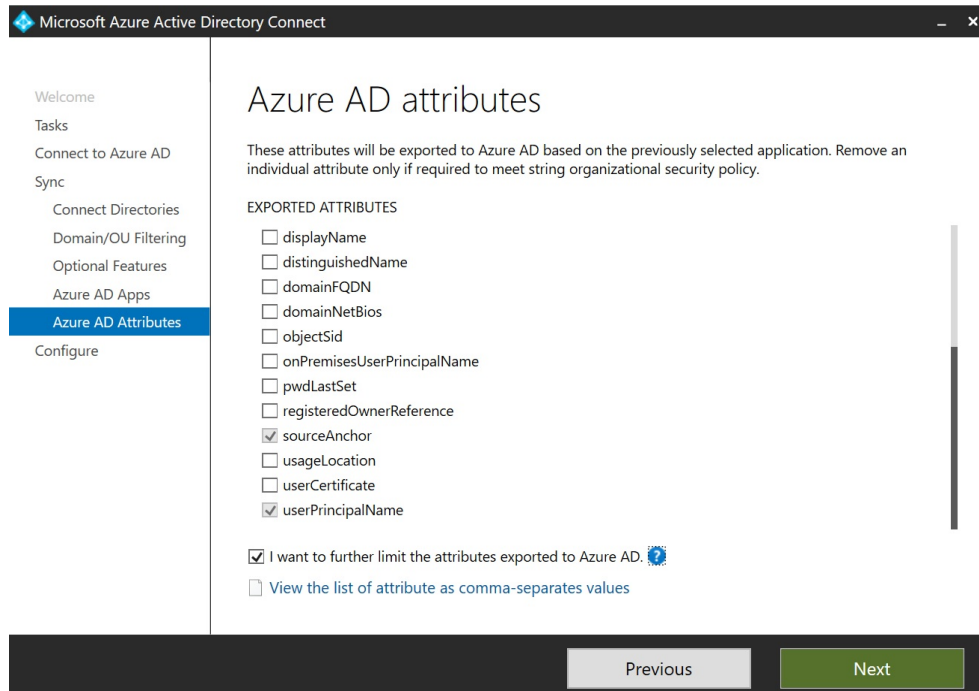 Microsoft Azure Active Directory Connect
Welcome
Tasks
Connect to Azure AD
Sync
Connect Directories
Domain/OU Filtering
Optional Features
Azure AD Apps
Azure AD Attributes
Configure
Azure AD attributes
These attributes will be exported to Azure AD based on the previously selected application. Remove an
individual attribute only if required to meet string organizational security policy.
EXPORTED ATTRIBUTES
displayName
distinguishedName
domainFQDN
domainNetBios
objectSid
onPremisesUserPrincipalName
pwdLastSet
registeredOwnerReference
sourceAnchor
usageLocation
userCertificate
userPrincipalName
I want to further limit the attributes exported to Azure AD. ?
View the list of attribute as comma-separates values
Previous
Next